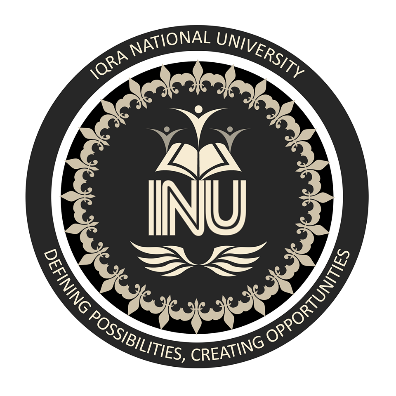 IQRA NATIONAL UNIVERSITY
INU
DEFINING POSSIBILITIES, CREATING OPPORTUNITIES